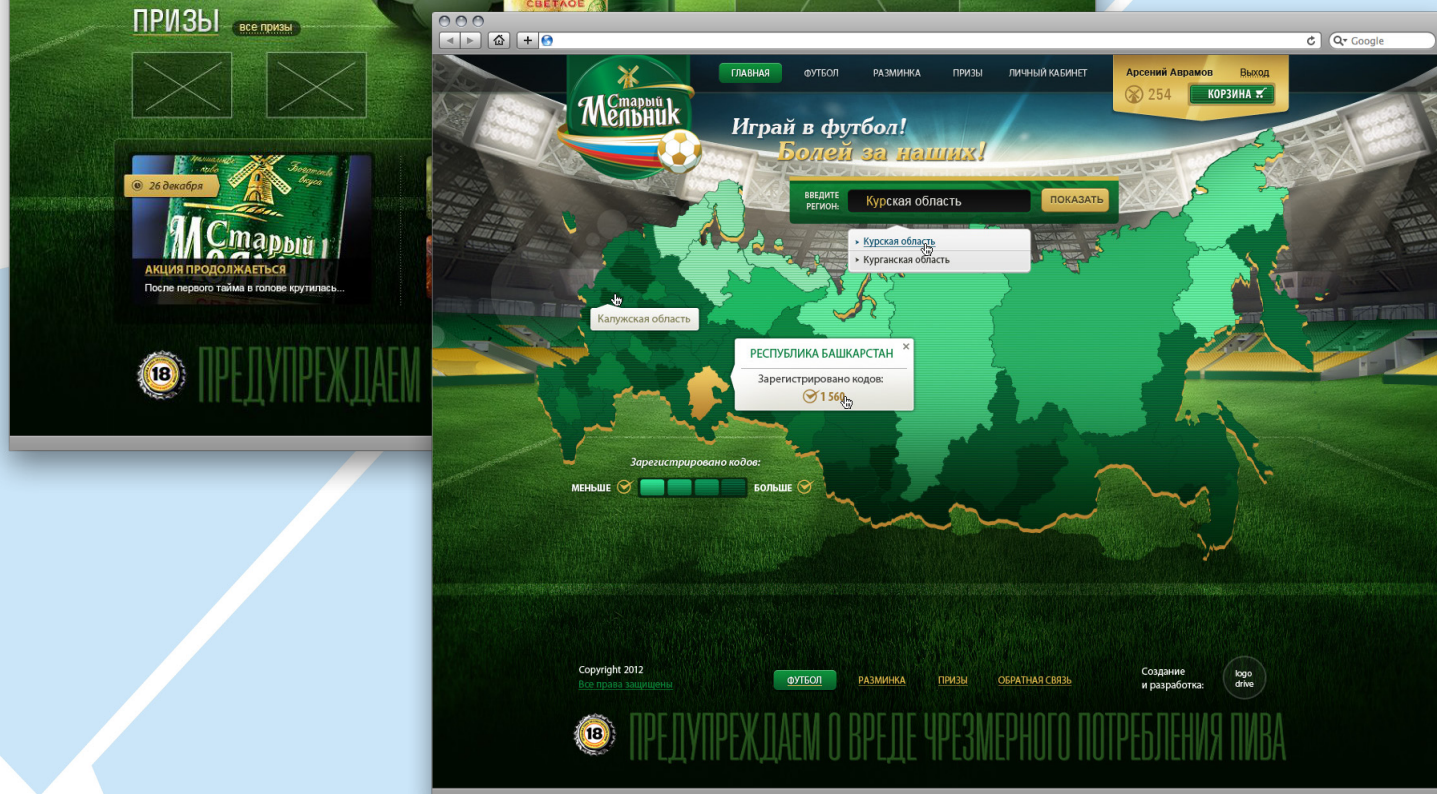 ПРИЗЫ
все призы
26 декабря
Старый
АКЦИЯ ПРОДОЛЖАЕТЬСЯ
После первого тайма в голове крутилась...
18
ПРЕДУПРЕЖДАЕМ
СВЕТЛОЕ
Google
Старый
Мельник
ГЛАВНАЯ
ФУТБОЛ
РАЗМИНКА
ПРИЗЫ
ЛИЧНЫЙ КАБИНЕТ
Арсений Аврамов
Выход
254
КОРЗИНА
Играй в футбол!
Болей за наших!
ВВЕДИТЕ
РЕГИОН:
Курская область
ПОКАЗАТЬ
Курская область
Курганская область
Калужская область
РЕСПУБЛИКА БАШКАРСТАН
Зарегистрировано кодов:
1 560
Зарегистрировано кодов:
МЕНЬШЕ
БОЛЬШЕ
Copyright 2012
Все права защищены
ФУТБОЛ
РАЗМИНКА
ПРИЗЫ
ОБРАТНАЯ СВЯЗЬ
Создание
и разработка:
logo
drive
18
ПРЕДУПРЕЖДАЕМ О ВРЕДЕ ЧРЕЗМЕРНОГО ПОТРЕБЛЕНИЯ ПИВА